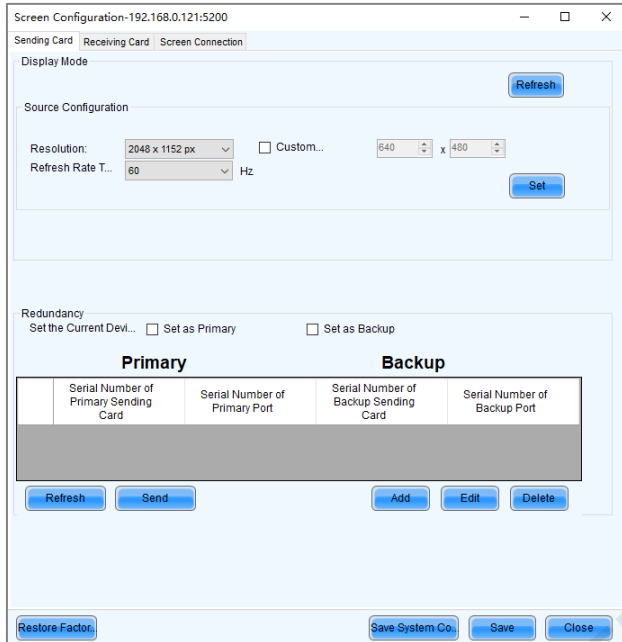 Screen Configuration-192.168.0.121:5200
Sending Card Receiving Card Screen Connection
Display Mode
Refresh
Source Configuration
Resolution: 2048 x 1152 px Custom... 640 x 480
Refresh Rate T... 60 Hz
Set
Redundancy
Set the Current Devi... Set as Primary Set as Backup
Primary Backup
Serial Number of Primary Sending Card
Serial Number of Primary Port
Serial Number of Backup Sending Card
Serial Number of Backup Port
Refresh Send Add Edit Delete
Restore Factor.. Save System Co.. Save Close